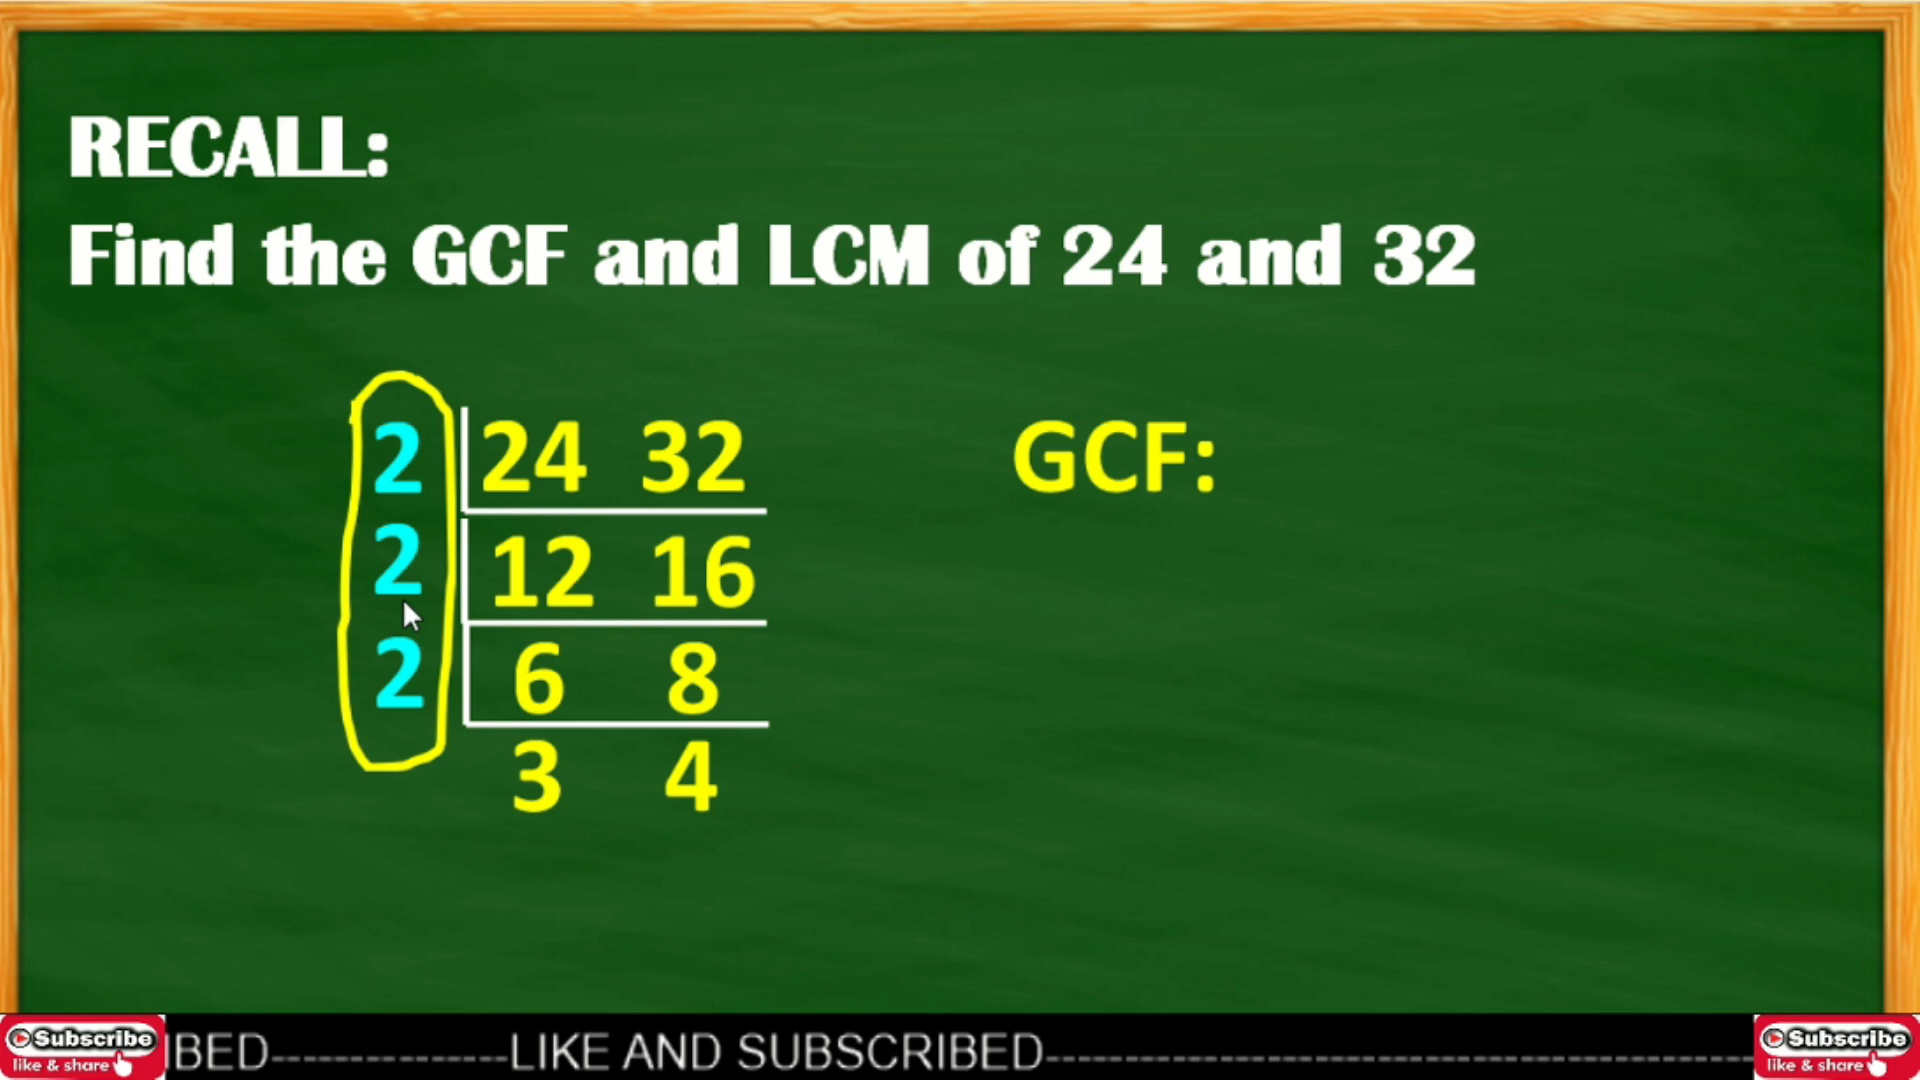 RECALL:
Find the GCF and LCM of 24 and 32
2 24 32
GCF:
2 12 16
2 6 8
3 4
Subscribe
like & share
IBED------------LIKE AND SUBSCRIBED------------------------------------
Subscribe
like & share